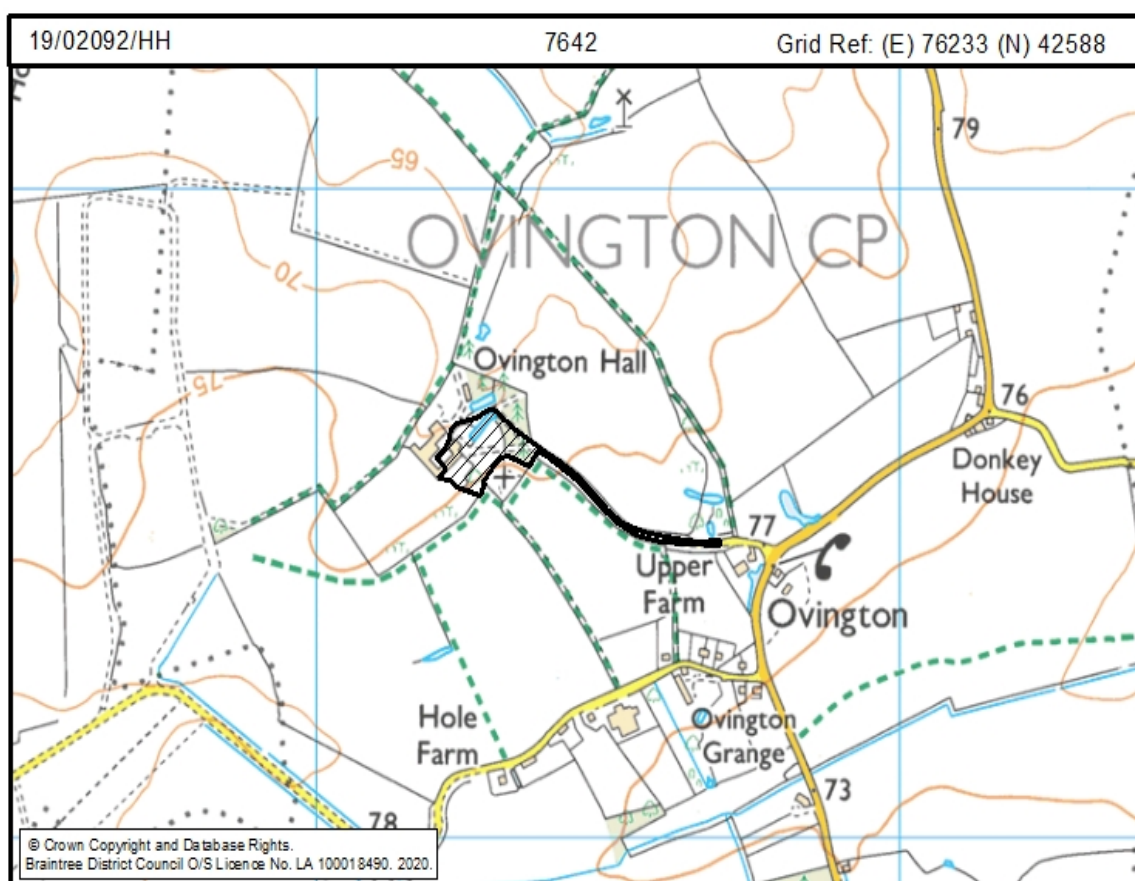 19/02092/HH 7642 Grid Ref: (E) 76233 (N) 42588
79
65
OVINGTON CP
70
Ovington Hall
75
76
Donkey
House
77
Upper
Farm
Ovington
Hole
Farm
Ovington
Grange
73
78
© Crown Copyright and Database Rights.
Braintree District Council O/S Licence No. LA 100018490. 2020.